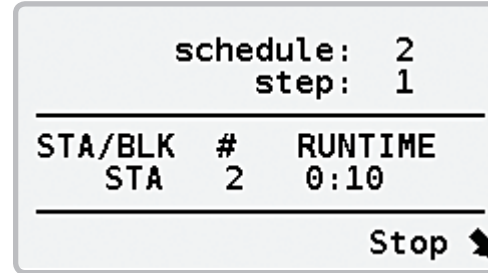 schedule: 2
step: 1
STA/BLK # RUNTIME
STA 2 0:10
Stop